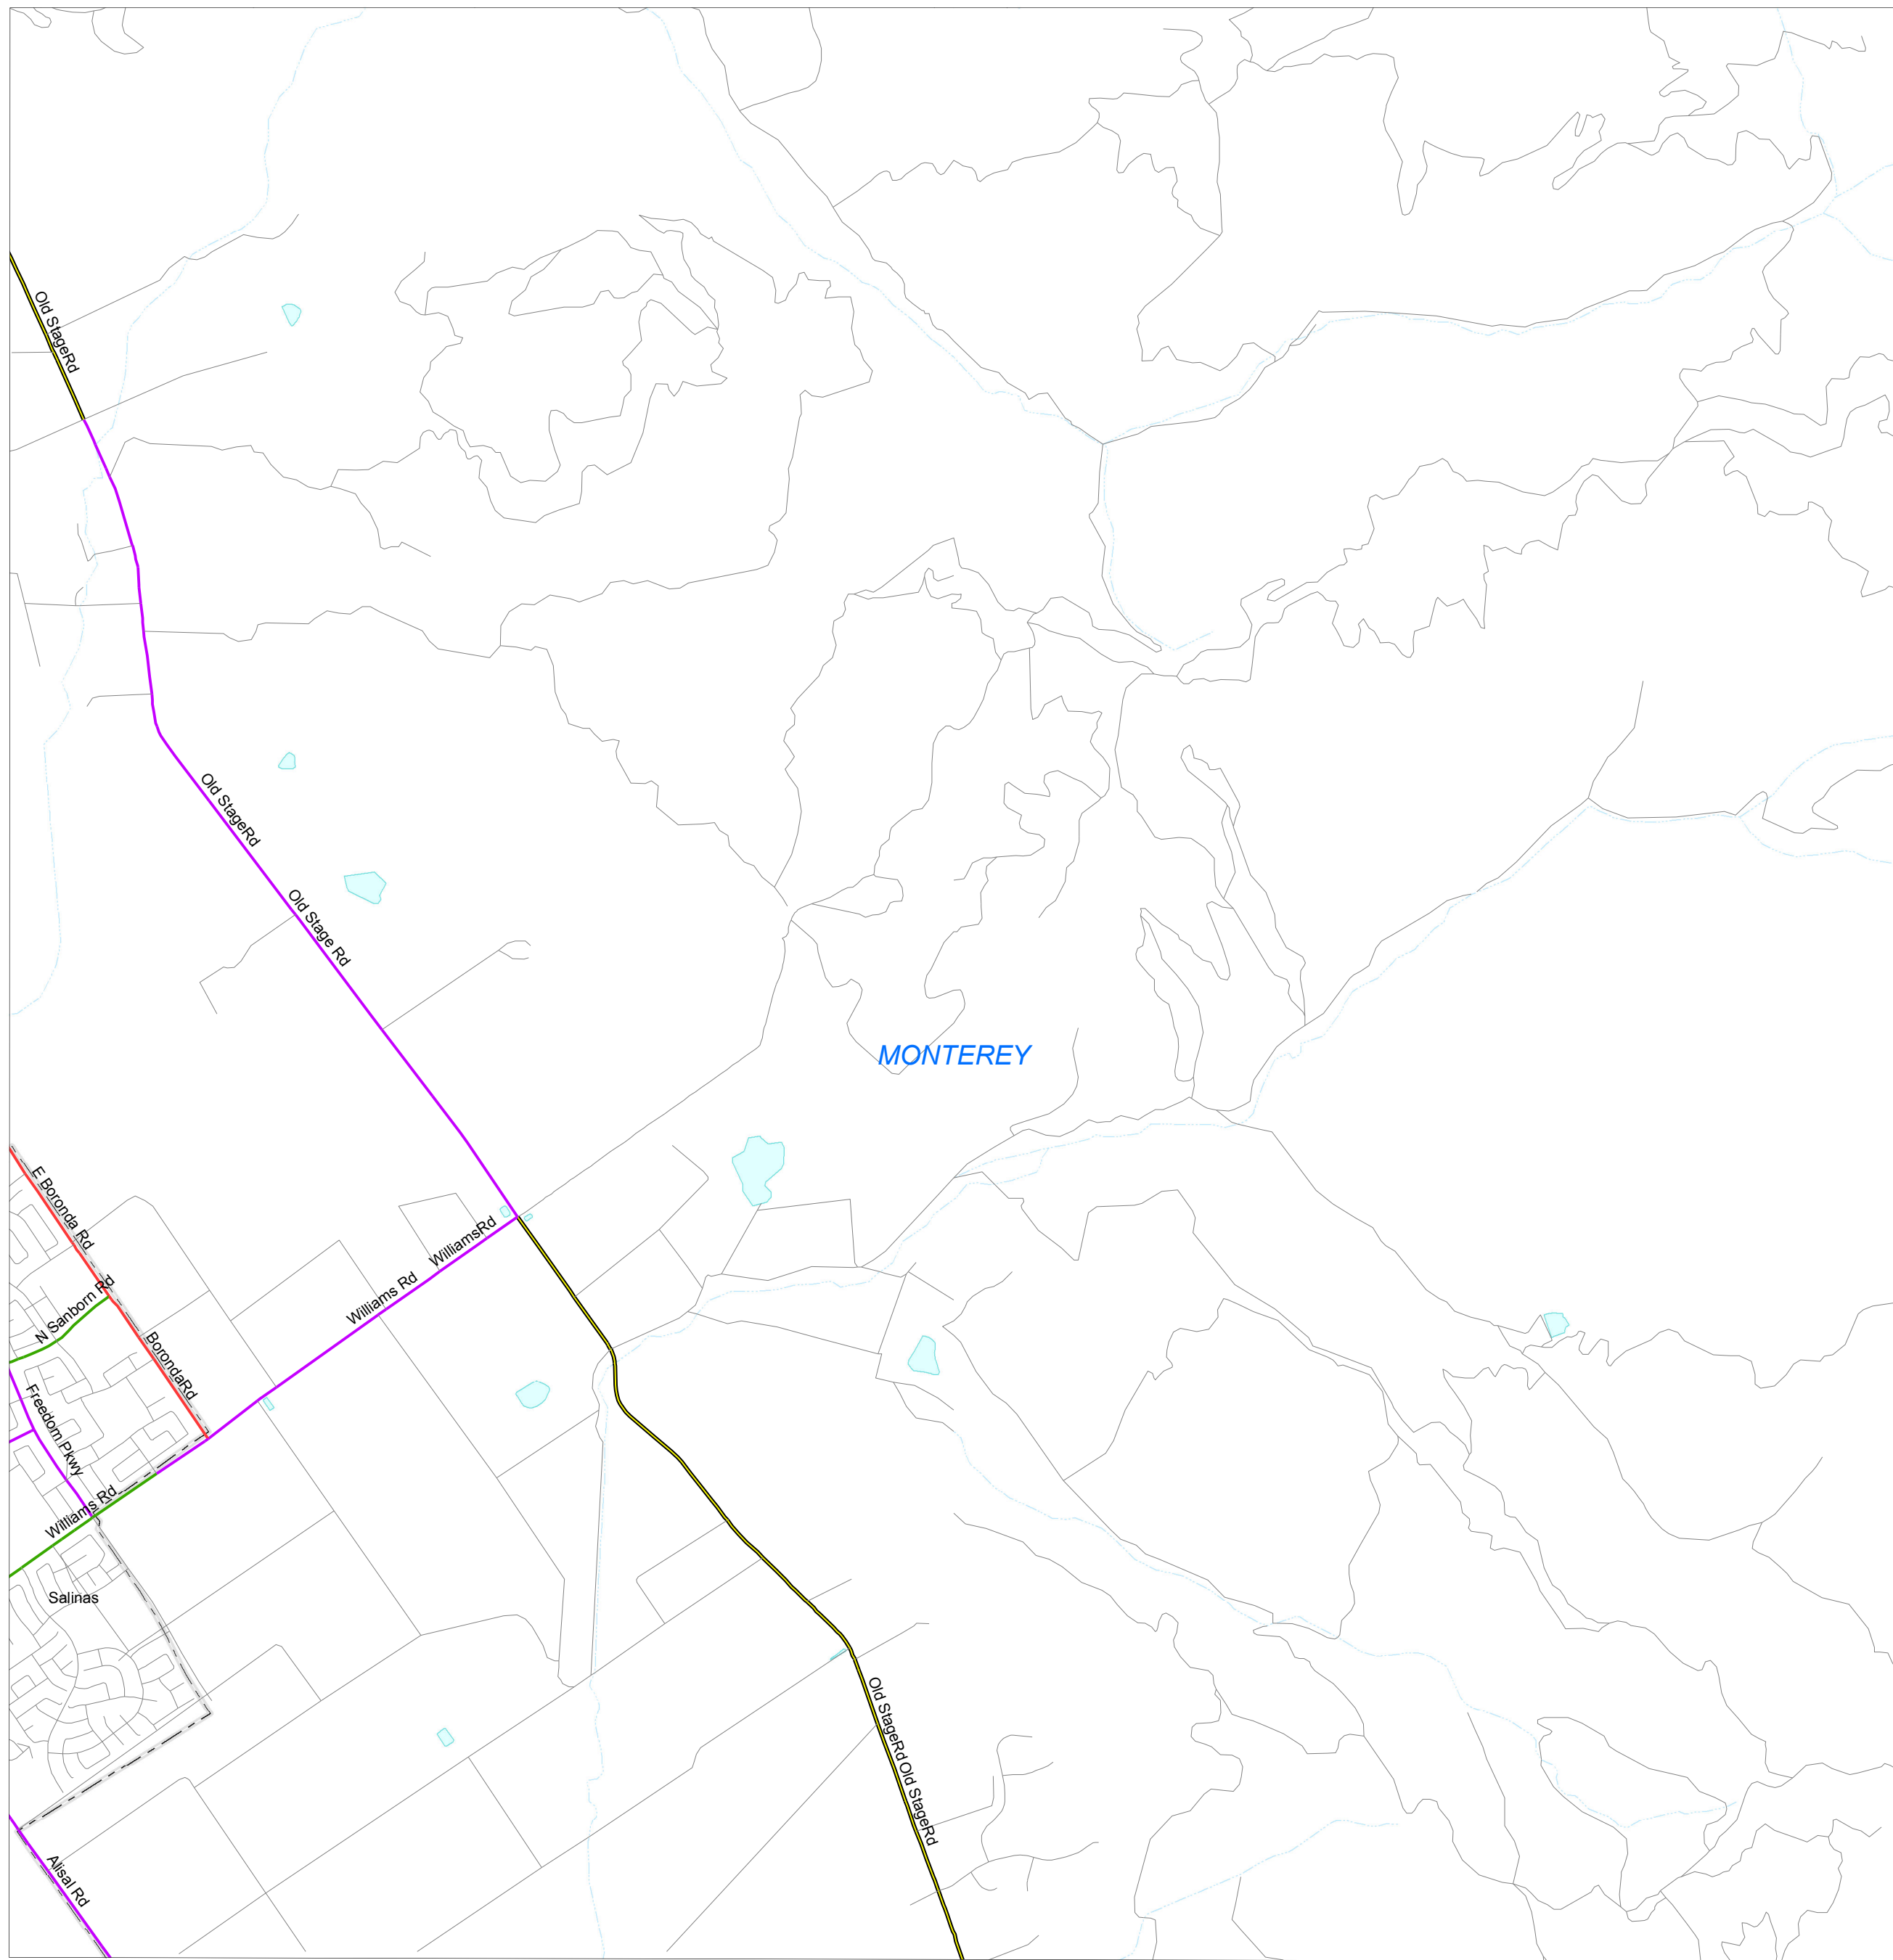 Old StageRd
Old StageRd
Old Stage Rd
MONTEREY
E Boronda Rd
WilliamsRd
Williams Rd
N Sanborn Rd
BorondaRd
Freedom Pkwy
Williams Rd
Salinas
Old StageRd
Old StageRd
Alisal Rd